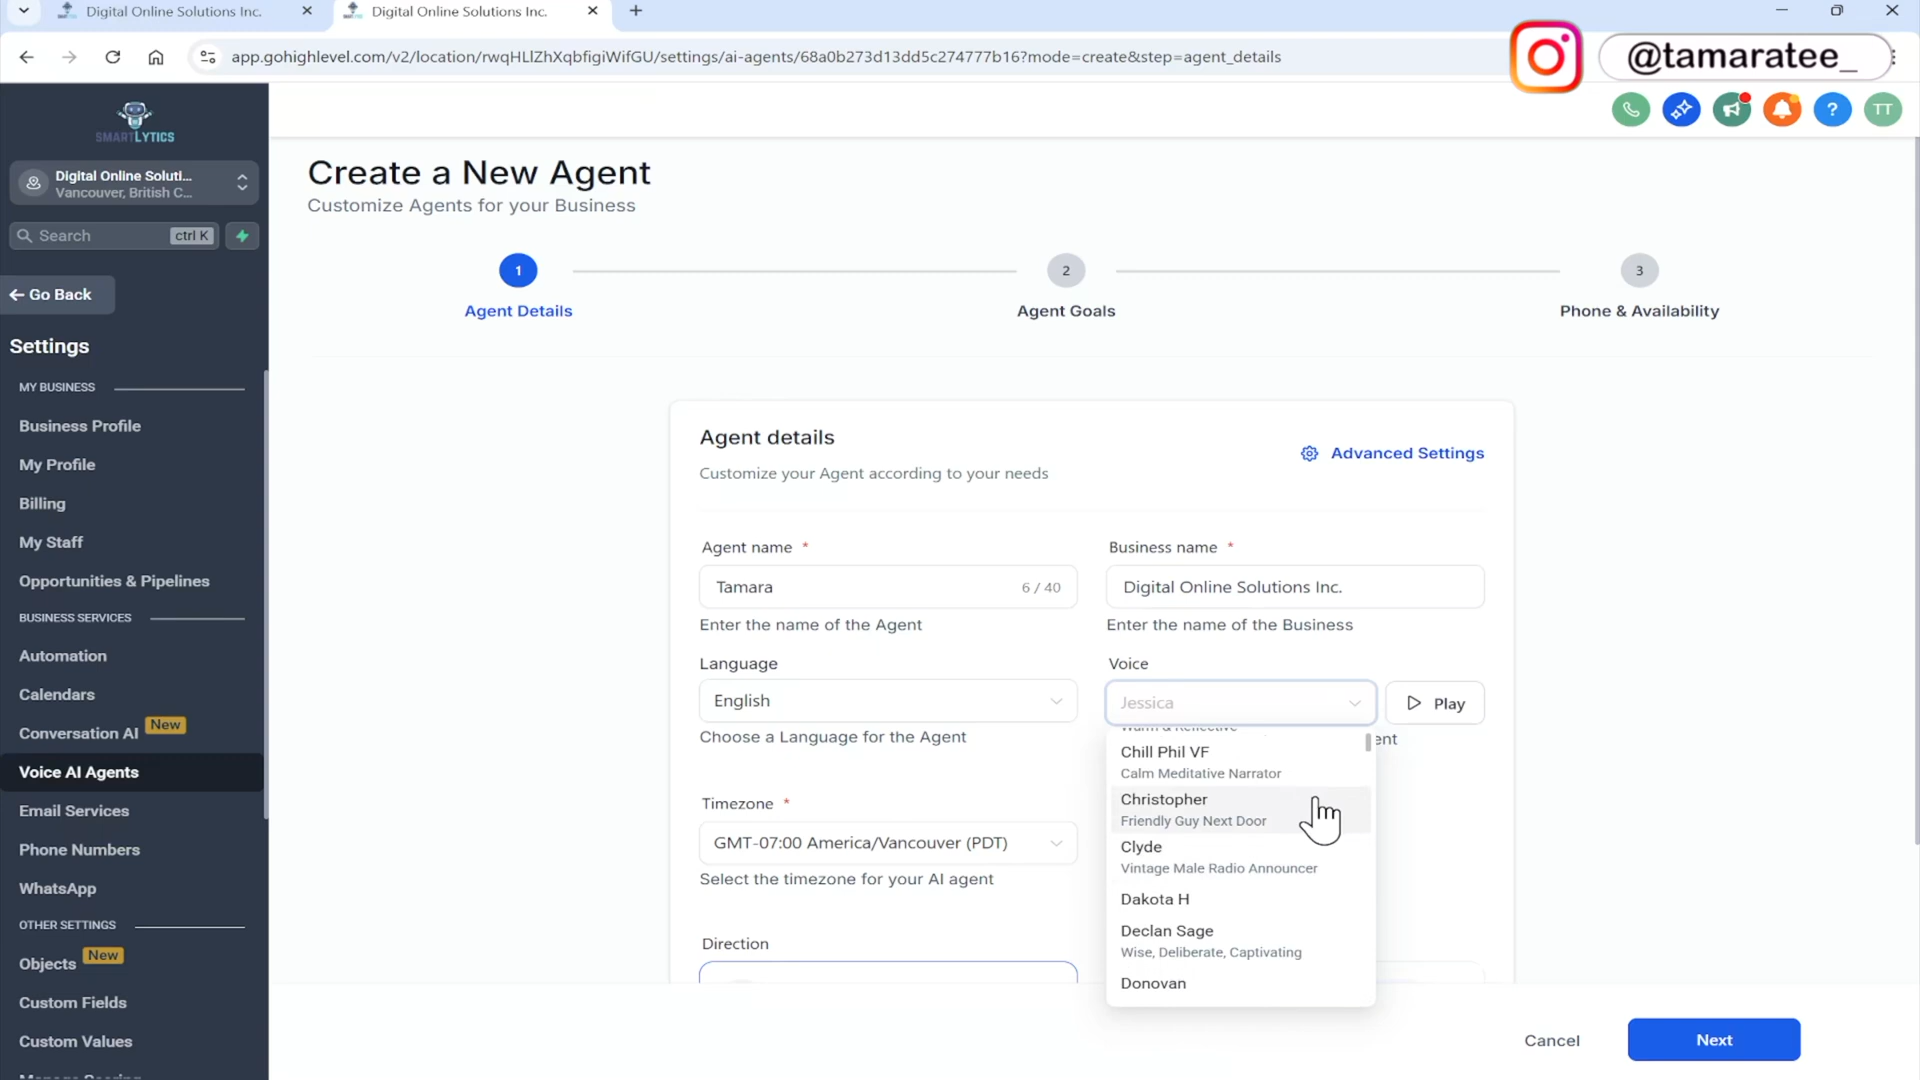 Digital Online Solutions Inc.
Digital Online Solutions Inc.
app.gohighlevel.com/v2/location/rwqHLlZhXqbfigiWifGU/settings/ai-agents/68a0b273d13dd5c274777b16?mode=create&step=agent_details
@tamaratee_
SMARTLYTICS
TT
Digital Online Soluti...
Vancouver, British C...
Search
ctrl K
Go Back
Settings
MY BUSINESS
Business Profile
My Profile
Billing
My Staff
Opportunities & Pipelines
BUSINESS SERVICES
Automation
Calendars
Conversation AI
New
Voice AI Agents
Email Services
Phone Numbers
WhatsApp
OTHER SETTINGS
Objects
New
Custom Fields
Custom Values
Create a New Agent
Customize Agents for your Business
1
Agent Details
2
Agent Goals
3
Phone & Availability
Agent details
Customize your Agent according to your needs
Advanced Settings
Agent name *
Tamara
6 / 40
Enter the name of the Agent
Business name *
Digital Online Solutions Inc.
Enter the name of the Business
Language
English
Choose a Language for the Agent
Voice
Jessica
Play
Warm & Reflective
ent
Chill Phil VF
Calm Meditative Narrator
Christopher
Friendly Guy Next Door
Clyde
Vintage Male Radio Announcer
Dakota H
Declan Sage
Wise, Deliberate, Captivating
Donovan
Timezone *
GMT-07:00 America/Vancouver (PDT)
Select the timezone for your AI agent
Direction
Cancel
Next